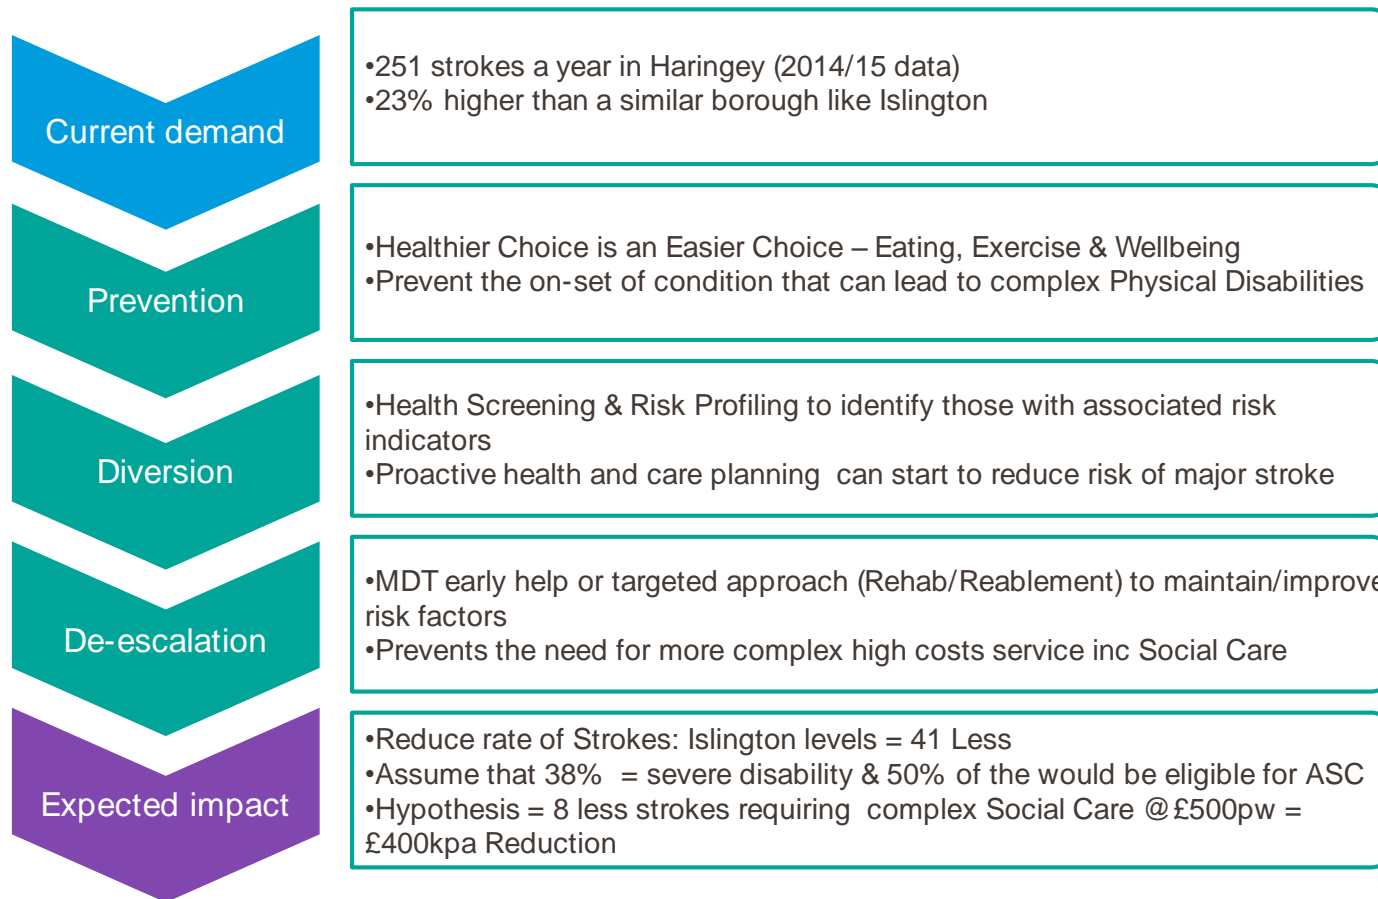 Current demand
•251 strokes a year in Haringey (2014/15 data)
•23% higher than a similar borough like Islington
Prevention
•Healthier Choice is an Easier Choice – Eating, Exercise & Wellbeing
•Prevent the on-set of condition that can lead to complex Physical Disabilities
Diversion
•Health Screening & Risk Profiling to identify those with associated risk
indicators
•Proactive health and care planning  can start to reduce risk of major stroke
De-escalation
•MDT early help or targeted approach (Rehab/Reablement) to maintain/improve
risk factors
•Prevents the need for more complex high costs service inc Social Care
Expected impact
•Reduce rate of Strokes: Islington levels = 41 Less
•Assume that 38%  = severe disability & 50% of the would be eligible for ASC
•Hypothesis = 8 less strokes requiring  complex Social Care @£500pw =
£400kpa Reduction